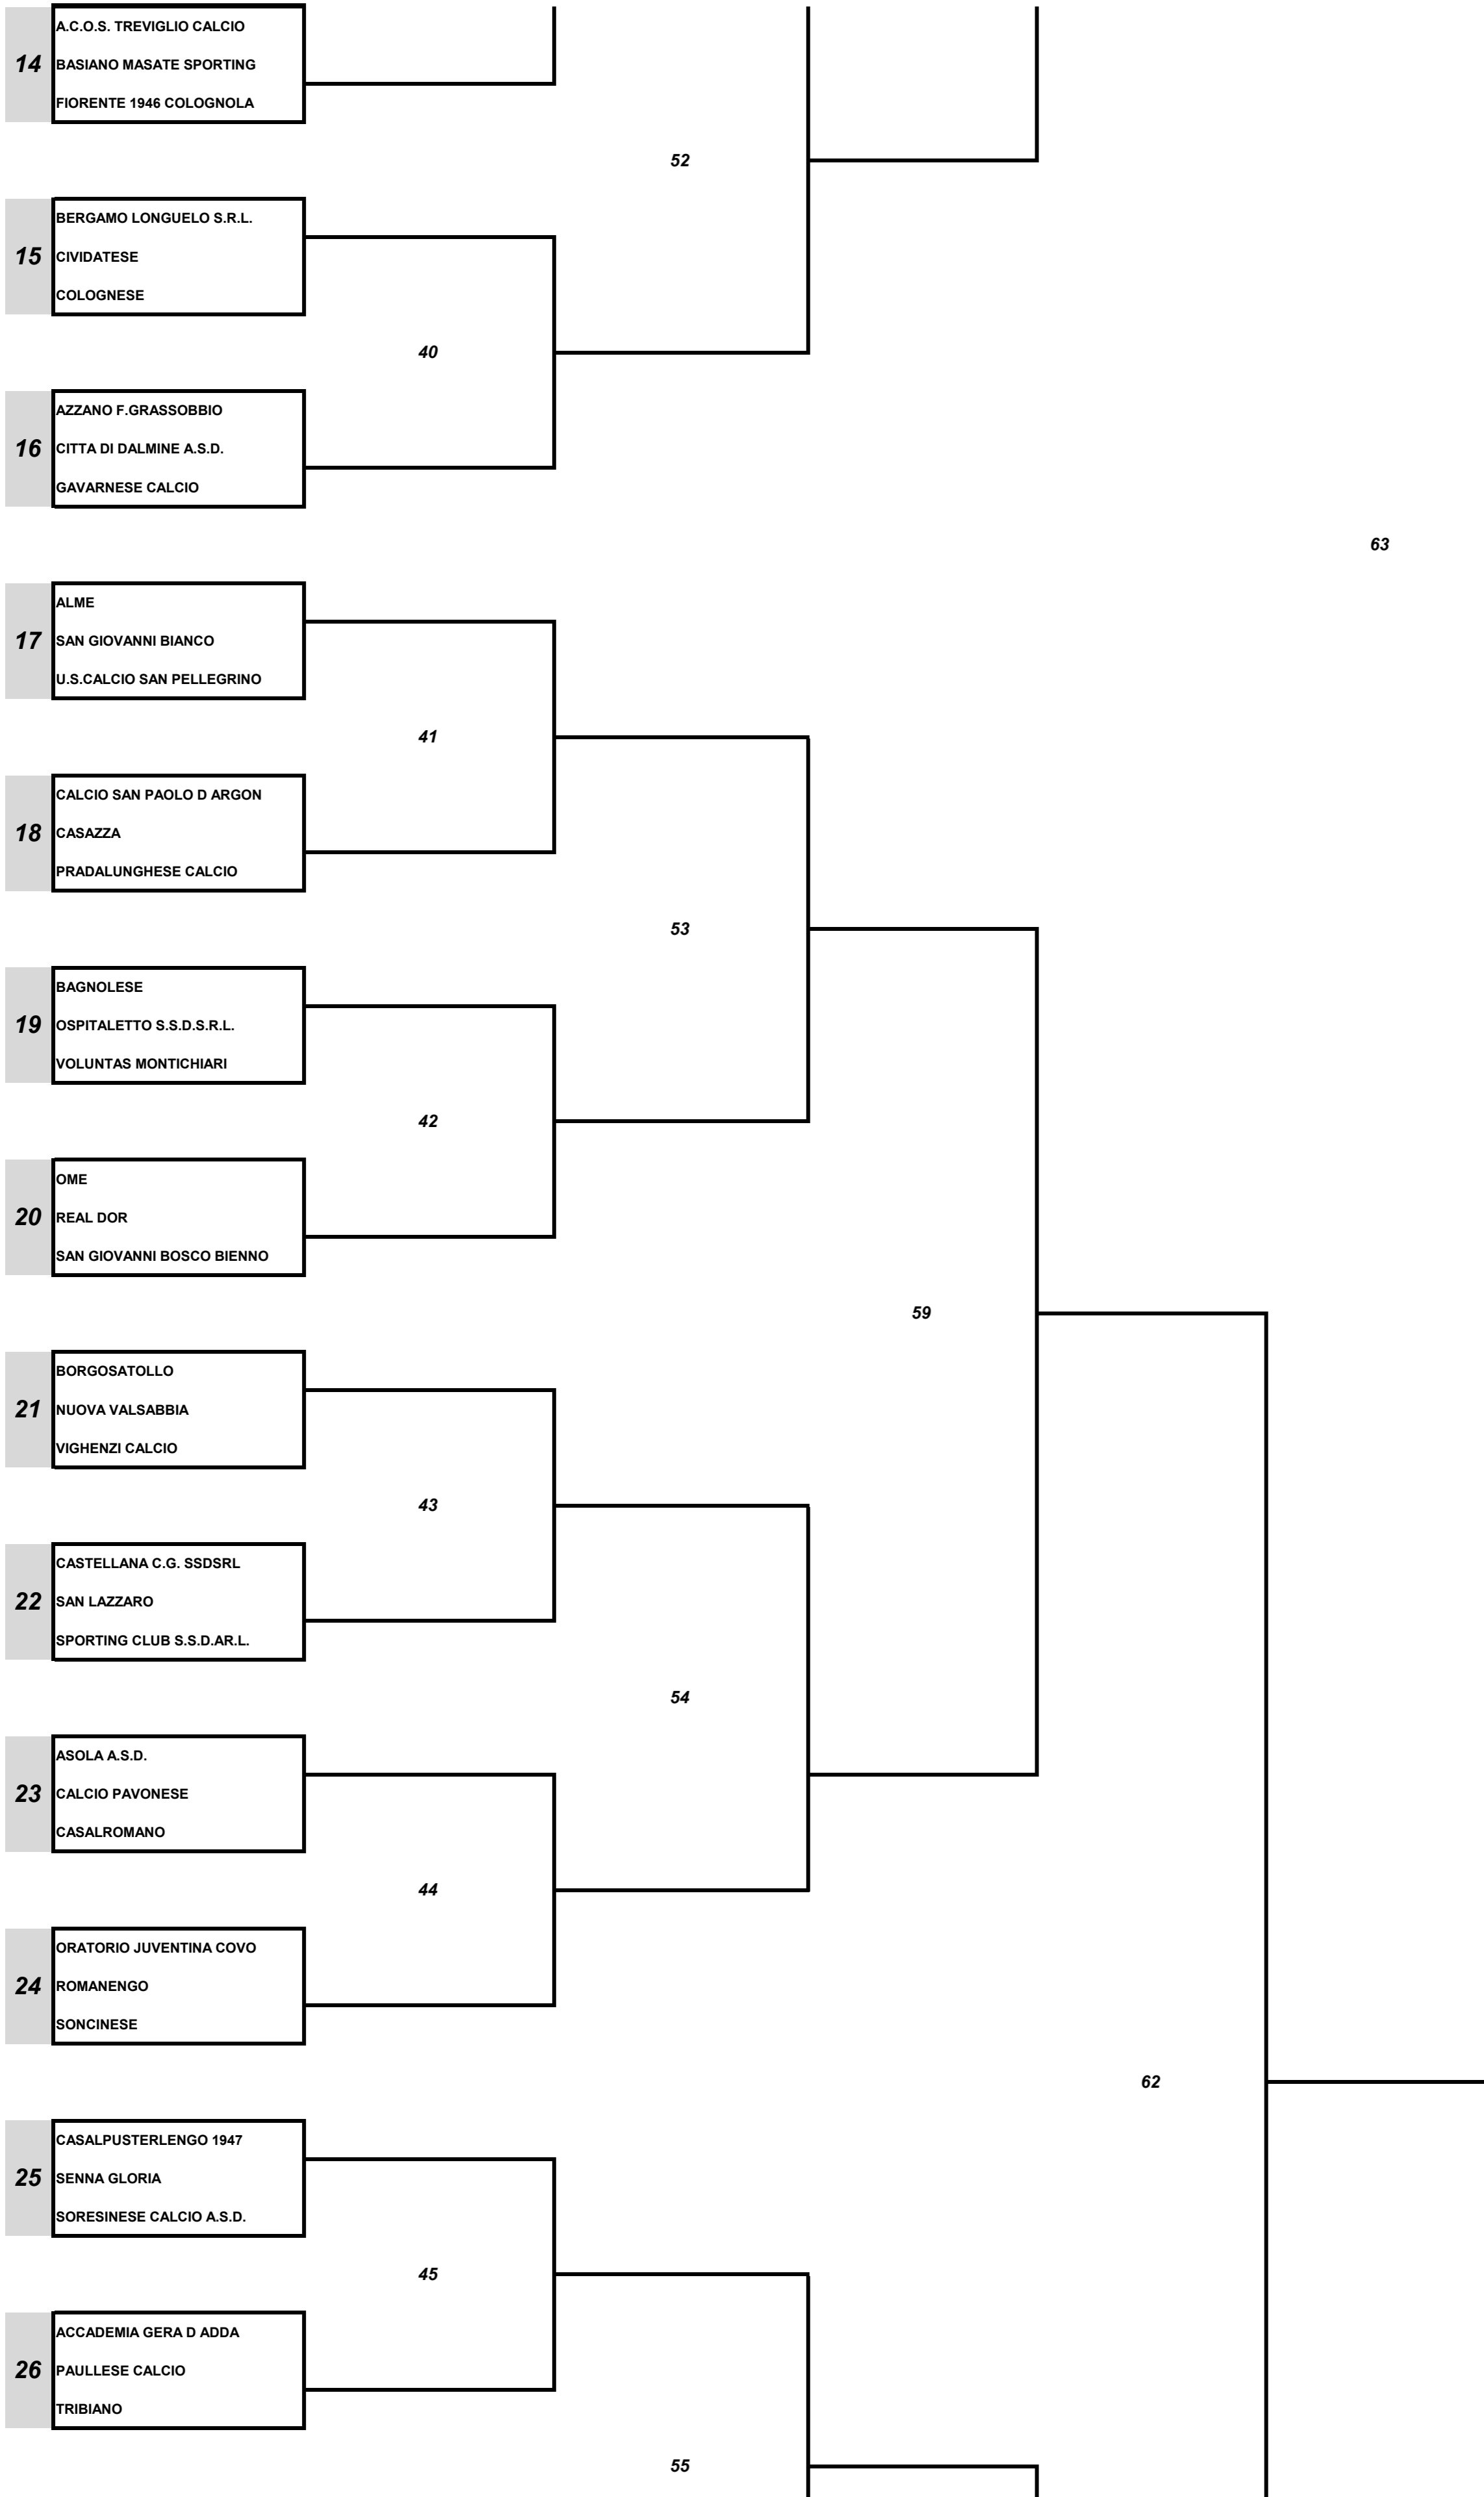 A.C.O.S. TREVIGLIO CALCIO
14 BASIANO MASATE SPORTING
FIORENTE 1946 COLOGNOLA
52
BERGAMO LONGUELO S.R.L.
15 CIVIDATESE
COLOGNESE
40
AZZANO F.GRASSOBBIO
16 CITTA DI DALMINE A.S.D.
GAVARNESE CALCIO
63
ALME
17 SAN GIOVANNI BIANCO
U.S.CALCIO SAN PELLEGRINO
41
CALCIO SAN PAOLO D ARGON
18 CASAZZA
PRADALUNGHESE CALCIO
53
BAGNOLESE
19 OSPITALETTO S.S.D.S.R.L.
VOLUNTAS MONTICHIARI
42
OME
20 REAL DOR
SAN GIOVANNI BOSCO BIENNO
59
BORGOSATOLLO
21 NUOVA VALSABBIA
VIGHENZI CALCIO
43
CASTELLANA C.G. SSDSRL
22 SAN LAZZARO
SPORTING CLUB S.S.D.AR.L.
54
ASOLA A.S.D.
23 CALCIO PAVONESE
CASALROMANO
44
ORATORIO JUVENTINA COVO
24 ROMANENGO
SONCINESE
62
CASALPUSTERLENGO 1947
25 SENNA GLORIA
SORESINESE CALCIO A.S.D.
45
ACCADEMIA GERA D ADDA
26 PAULLESE CALCIO
TRIBIANO
55